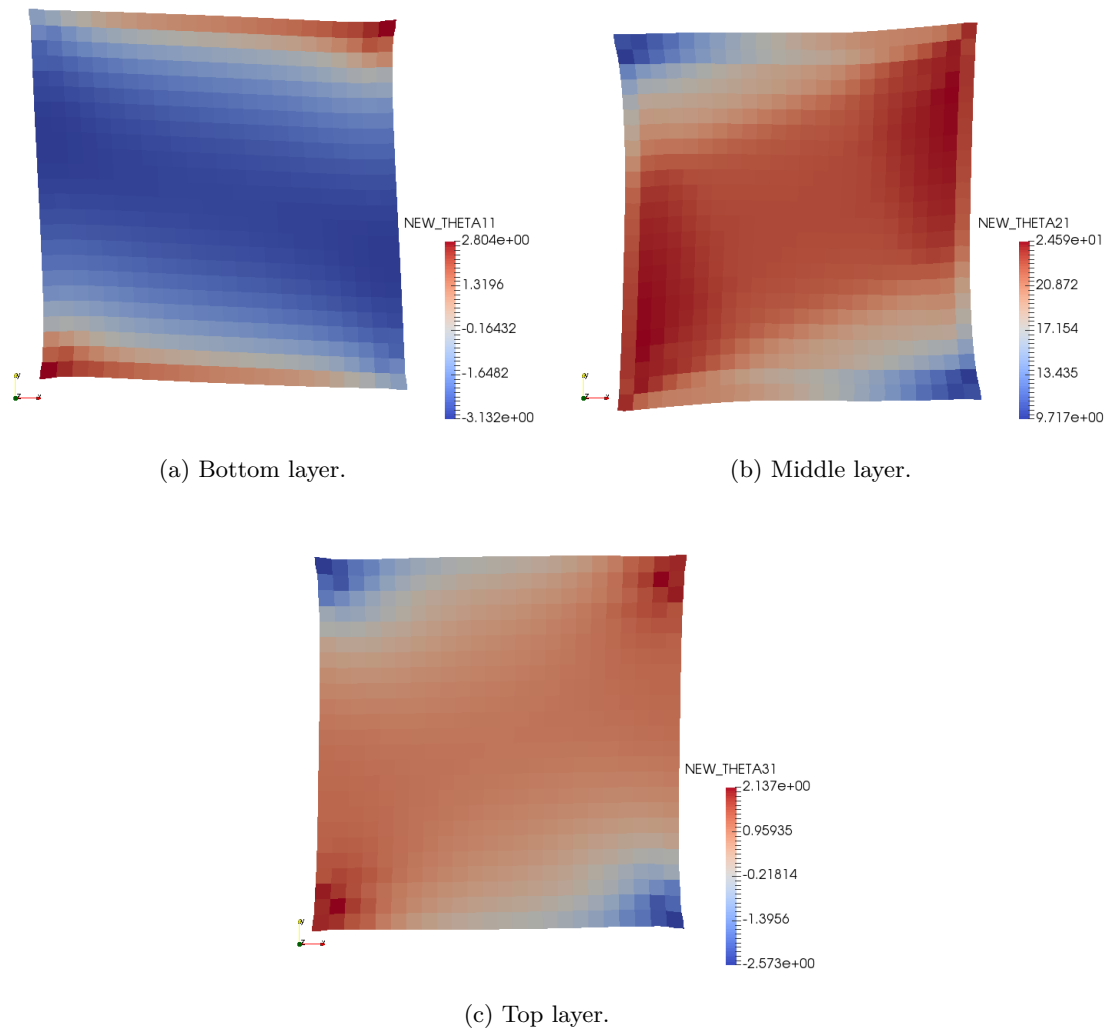 NEW_THETA11
2.804e+00
1.3196
-0.16432
-1.6482
-3.132e+00
y
z
x
(a) Bottom layer.
NEW_THETA21
2.459e+01
20.872
17.154
13.435
9.717e+00
y
z
x
(b) Middle layer.
NEW_THETA31
2.137e+00
0.95935
-0.21814
-1.3956
-2.573e+00
y
z
x
(c) Top layer.